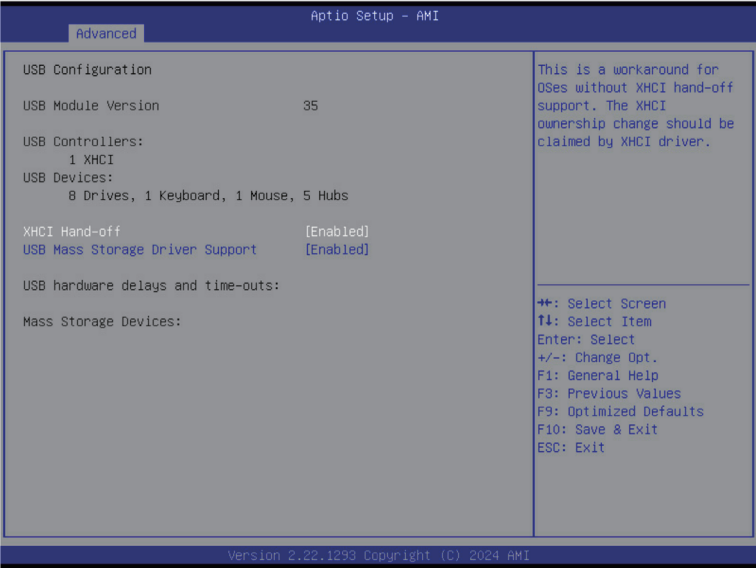 Aptio Setup – AMI
Advanced
USB Configuration
USB Module Version 35
USB Controllers:
1 XHCI
USB Devices:
8 Drives, 1 Keyboard, 1 Mouse, 5 Hubs
XHCI Hand-off [Enabled]
USB Mass Storage Driver Support [Enabled]
USB hardware delays and time-outs:
Mass Storage Devices:
This is a workaround for
OSes without XHCI hand-off
support. The XHCI
ownership change should be
claimed by XHCI driver.
→←: Select Screen
↑↓: Select Item
Enter: Select
+/-: Change Opt.
F1: General Help
F3: Previous Values
F9: Optimized Defaults
F10: Save & Exit
ESC: Exit
Version 2.22.1293 Copyright (C) 2024 AMI